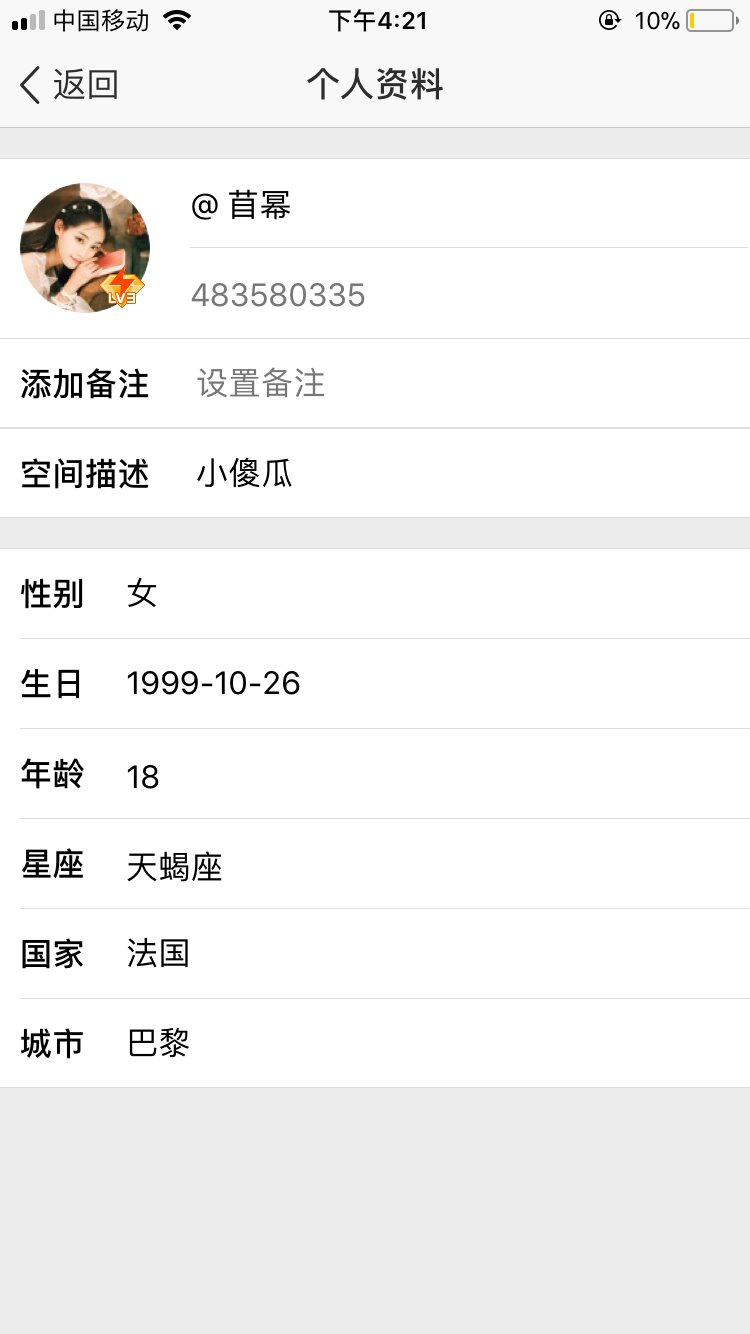 中国移动 下午4:21 10%
返回 个人资料
@ 苜幂
LV3
483580335
添加备注 设置备注
空间描述 小傻瓜
性别 女
生日 1999-10-26
年龄 18
星座 天蝎座
国家 法国
城市 巴黎